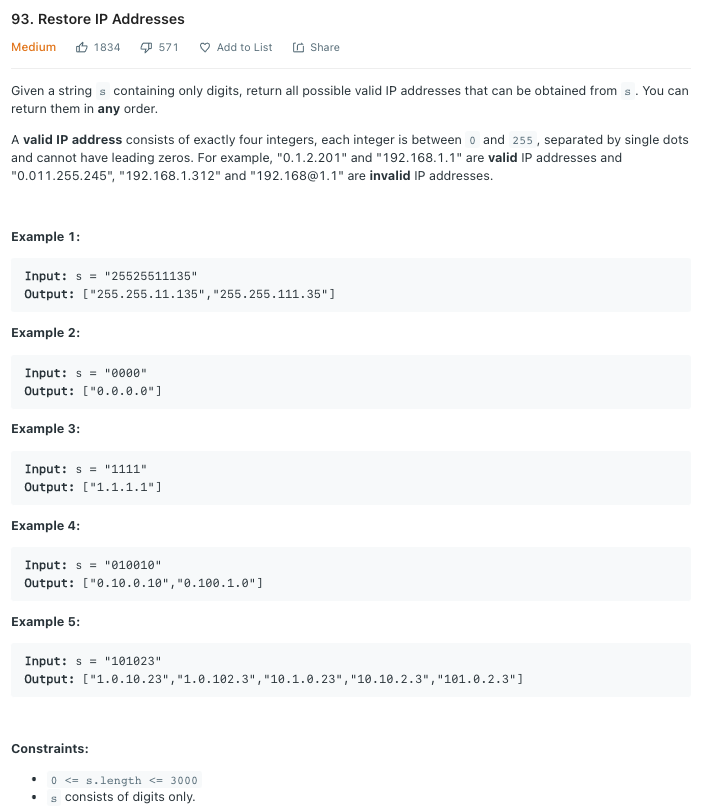 93. Restore IP Addresses
Medium 1834 571 Add to List Share
Given a string s containing only digits, return all possible valid IP addresses that can be obtained from s . You can
return them in any order.
A valid IP address consists of exactly four integers, each integer is between 0 and 255 , separated by single dots
and cannot have leading zeros. For example, "0.1.2.201" and "192.168.1.1" are valid IP addresses and
"0.011.255.245", "192.168.1.312" and "192.168@1.1" are invalid IP addresses.
Example 1:
Input: s = "25525511135"
Output: ["255.255.11.135","255.255.111.35"]
Example 2:
Input: s = "0000"
Output: ["0.0.0.0"]
Example 3:
Input: s = "1111"
Output: ["1.1.1.1"]
Example 4:
Input: s = "010010"
Output: ["0.10.0.10","0.100.1.0"]
Example 5:
Input: s = "101023"
Output: ["1.0.10.23","1.0.102.3","10.1.0.23","10.10.2.3","101.0.2.3"]
Constraints:
• 0 <= s.length <= 3000
• s consists of digits only.